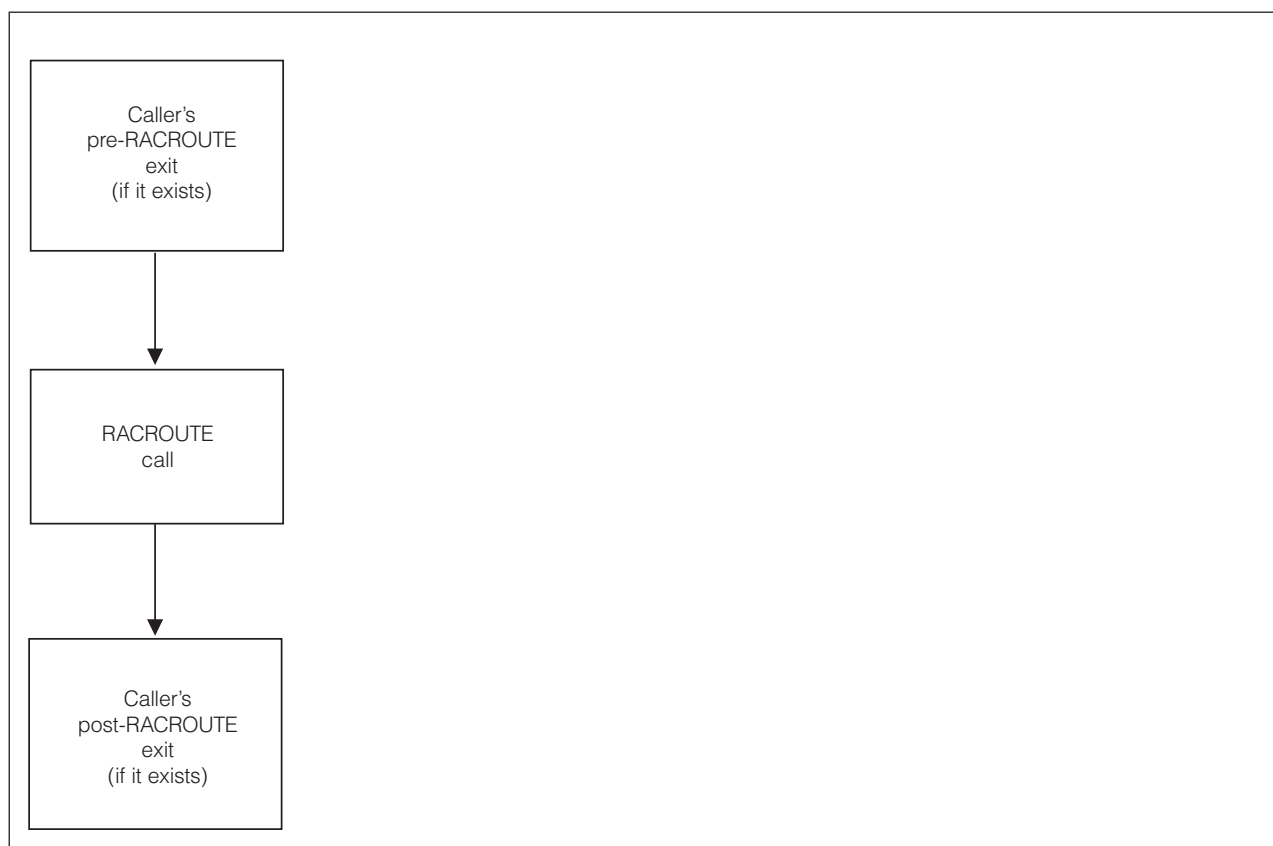 Caller's
pre-RACROUTE
exit
(if it exists)
RACROUTE
call
Caller's
post-RACROUTE
exit
(if it exists)